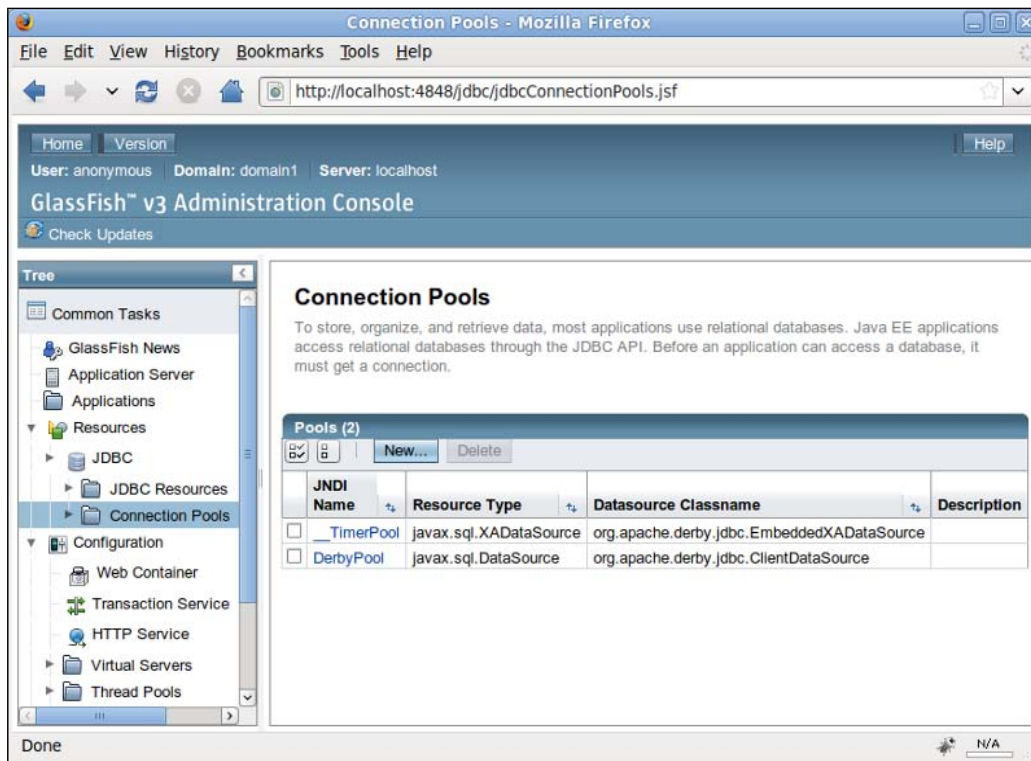 Connection Pools - Mozilla Firefox
File Edit View History Bookmarks Tools Help
http://localhost:4848/jdbc/jdbcConnectionPools.jsf
Home Version Help
User: anonymous Domain: domain1 Server: localhost
GlassFish™ v3 Administration Console
Check Updates
Tree
Common Tasks
GlassFish News
Application Server
Applications
Resources
JDBC
JDBC Resources
Connection Pools
Configuration
Web Container
Transaction Service
HTTP Service
Virtual Servers
Thread Pools
Connection Pools
To store, organize, and retrieve data, most applications use relational databases. Java EE applications
access relational databases through the JDBC API. Before an application can access a database, it
must get a connection.
Pools (2)
New... Delete
JNDI
Name Resource Type Datasource Classname Description
__TimerPool javax.sql.XADataSource org.apache.derby.jdbc.EmbeddedXADataSource
DerbyPool javax.sql.DataSource org.apache.derby.jdbc.ClientDataSource
Done N/A